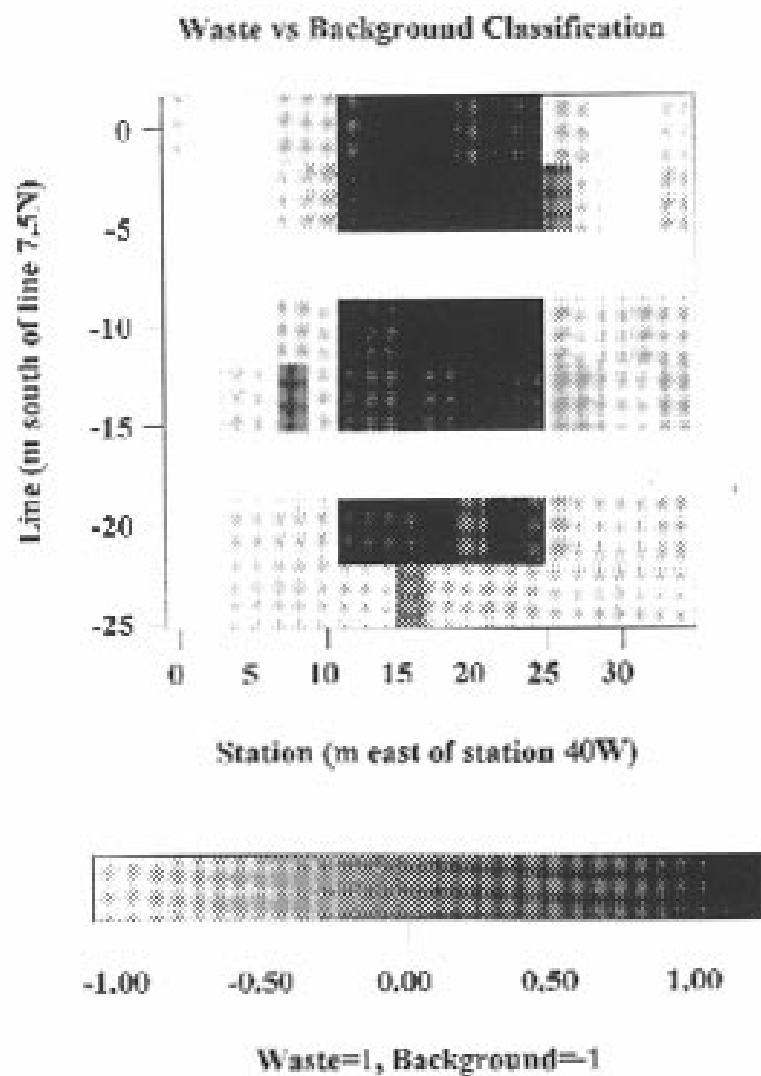 Waste vs Background Classification
Line (m south of line 7.5N)
0
-5
-10
-15
-20
-25
0 5 10 15 20 25 30
Station (m east of station 40W)
-1.00 -0.50 0.00 0.50 1.00
Waste=1, Background=-1